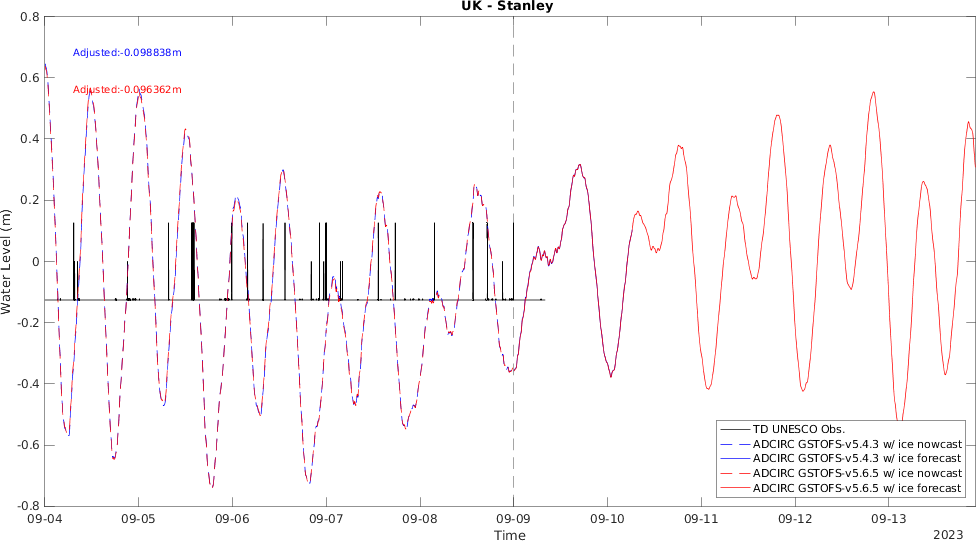 UK - Stanley
0.8
0.6
0.4
0.2
0
-0.2
-0.4
-0.6
-0.8
Water Level (m)
Adjusted:-0.098838m
Adjusted:-0.096362m
TD UNESCO Obs.
ADCIRC GSTOFS-v5.4.3 w/ ice nowcast
ADCIRC GSTOFS-v5.4.3 w/ ice forecast
ADCIRC GSTOFS-v5.6.5 w/ ice nowcast
ADCIRC GSTOFS-v5.6.5 w/ ice forecast
09-04 09-05 09-06 09-07 09-08 09-09 09-10 09-11 09-12 09-13
Time
2023